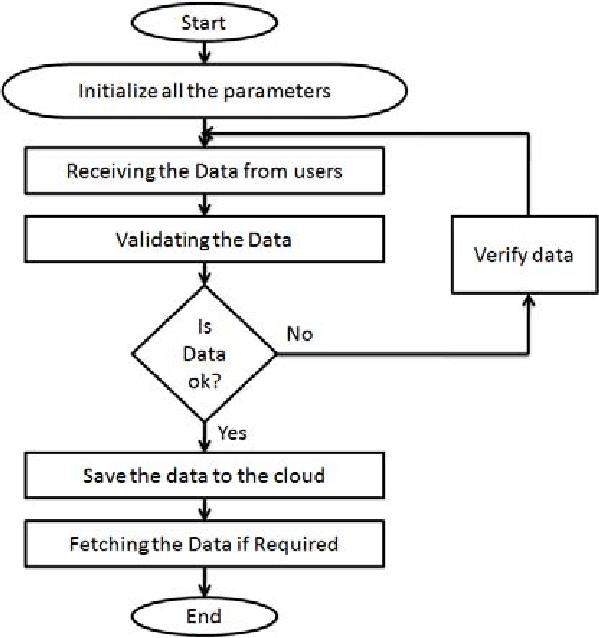 Start
Initialize all the parameters
Receiving the Data from users
Validating the Data
Verify data
Is
Data
ok?
No
Yes
Save the data to the cloud
Fetching the Data if Required
End